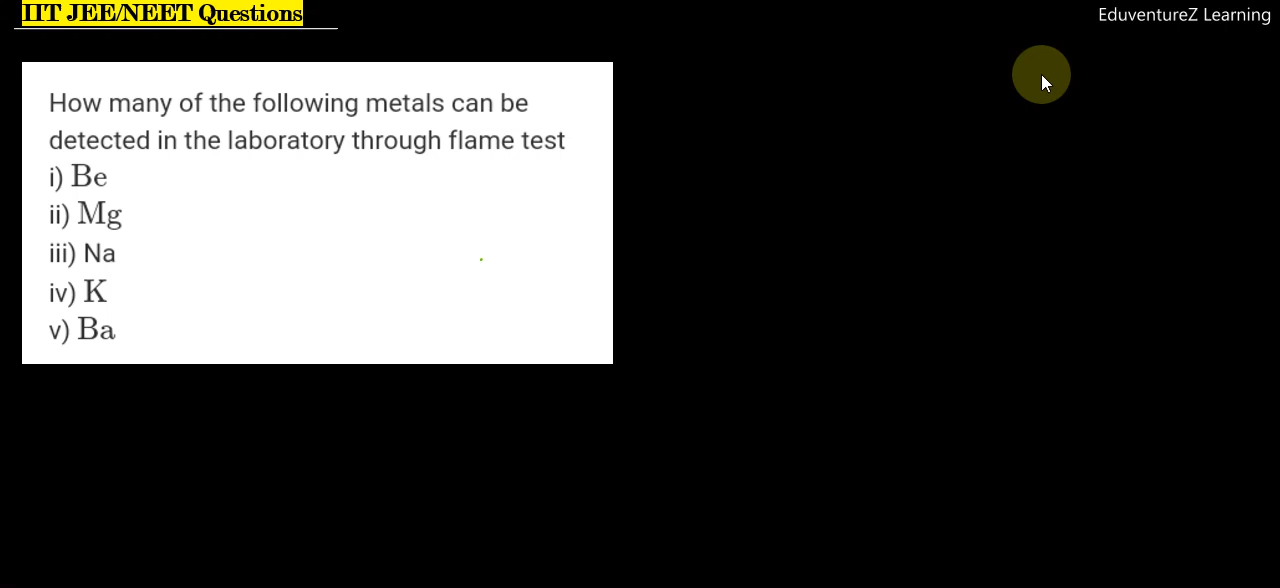 IIT JEE/NEET Questions
EduventureZ Learning
How many of the following metals can be
detected in the laboratory through flame test
i) Be
ii) Mg
iii) Na
iv) K
v) Ba